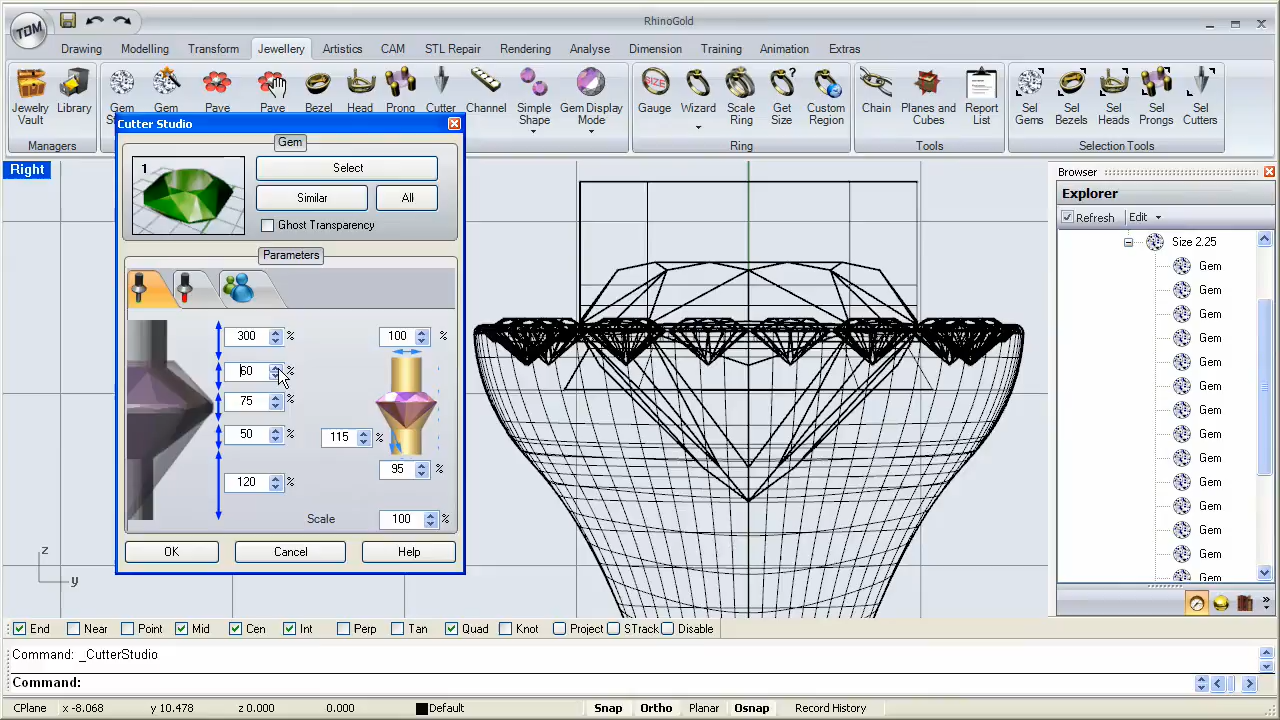 RhinoGold
TDM
Drawing Modelling Transform Jewellery Artistics CAM STL Repair Rendering Analyse Dimension Training Animation Extras
Jewelry Vault
Library
Gem
Gem
Pave
Pave
Bezel
Head
Prong
Cutter
Channel
Simple Shape
Gem Display Mode
Gauge
Wizard
Scale Ring
Get Size
Custom Region
Chain
Planes and Cubes
Report List
Sel Gems
Sel Bezels
Sel Heads
Sel Prongs
Sel Cutters
Managers
Ring
Tools
Selection Tools
Cutter Studio
Gem
1
Select
Similar
All
Ghost Transparency
Parameters
300 %
100 %
60 %
75 %
50 %
115 %
95 %
120 %
Scale 100 %
OK Cancel Help
Right
z
y
Browser
Explorer
Refresh Edit
Size 2.25
Gem
Gem
Gem
Gem
Gem
Gem
Gem
Gem
Gem
Gem
Gem
Gem
Gem
Gem
End Near Point Mid Cen Int Perp Tan Quad Knot Project STrack Disable
Command: _CutterStudio
Command:
CPlane x -8.068 y 10.478 z 0.000 0.000 Default Snap Ortho Planar Osnap Record History